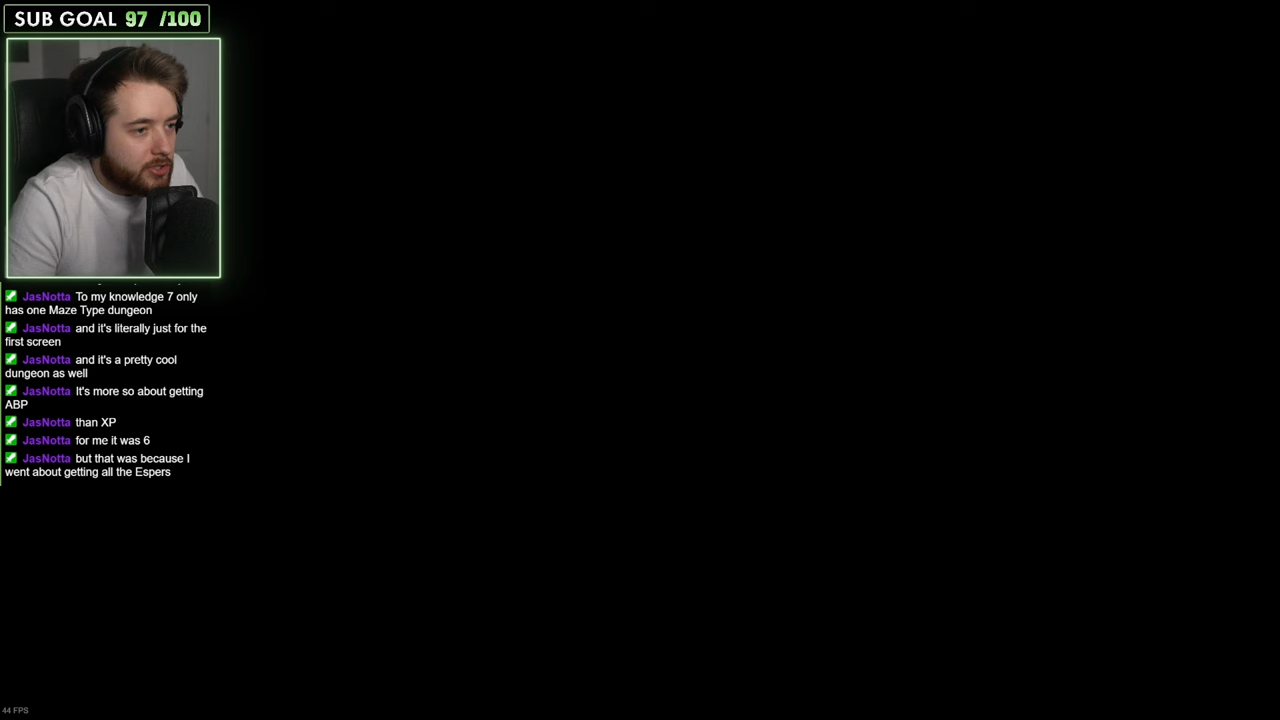 SUB GOAL 97 /100
JasNotta To my knowledge 7 only
has one Maze Type dungeon
JasNotta and it's literally just for the
first screen
JasNotta and it's a pretty cool
dungeon as well
JasNotta It's more so about getting
ABP
JasNotta than XP
JasNotta for me it was 6
JasNotta but that was because I
went about getting all the Espers
44 FPS